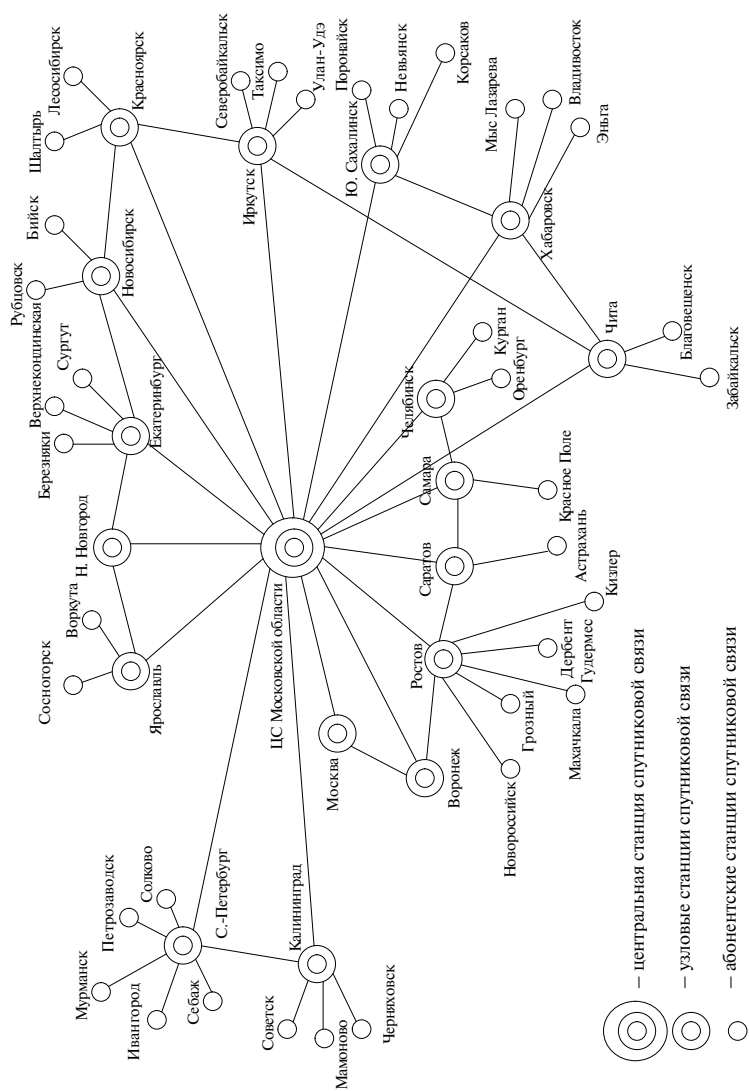 Мурманск
Петрозаводск
Солково
Ивангород
Себаж
С.-Петербург
Советск
Мамоново
Черняховск
Калининград
Сосногорск
Воркута
Ярославль
Н. Новгород
Березняки
Верхнекондинская
Сургут
Екатеринбург
Рубцовск
Бийск
Новосибирск
Шалтырь
Лесосибирск
Красноярск
Северобайкальск
Таксимо
Улан-Удэ
Иркутск
ЦС Московской области
Москва
Воронеж
Ростов
Саратов
Самара
Челябинск
Курган
Оренбург
Поронайск
Невьянск
Корсаков
Ю. Сахалинск
Мыс Лазарева
Владивосток
Эньга
Хабаровск
Чита
Благовещенск
Забайкальск
Новороссийск
Грозный
Махачкала
Гудермес
Дербент
Кизлер
Астрахань
Красное Поле
– центральная станция спутниковой связи
– узловые станции спутниковой связи
– абонентские станции спутниковой связи